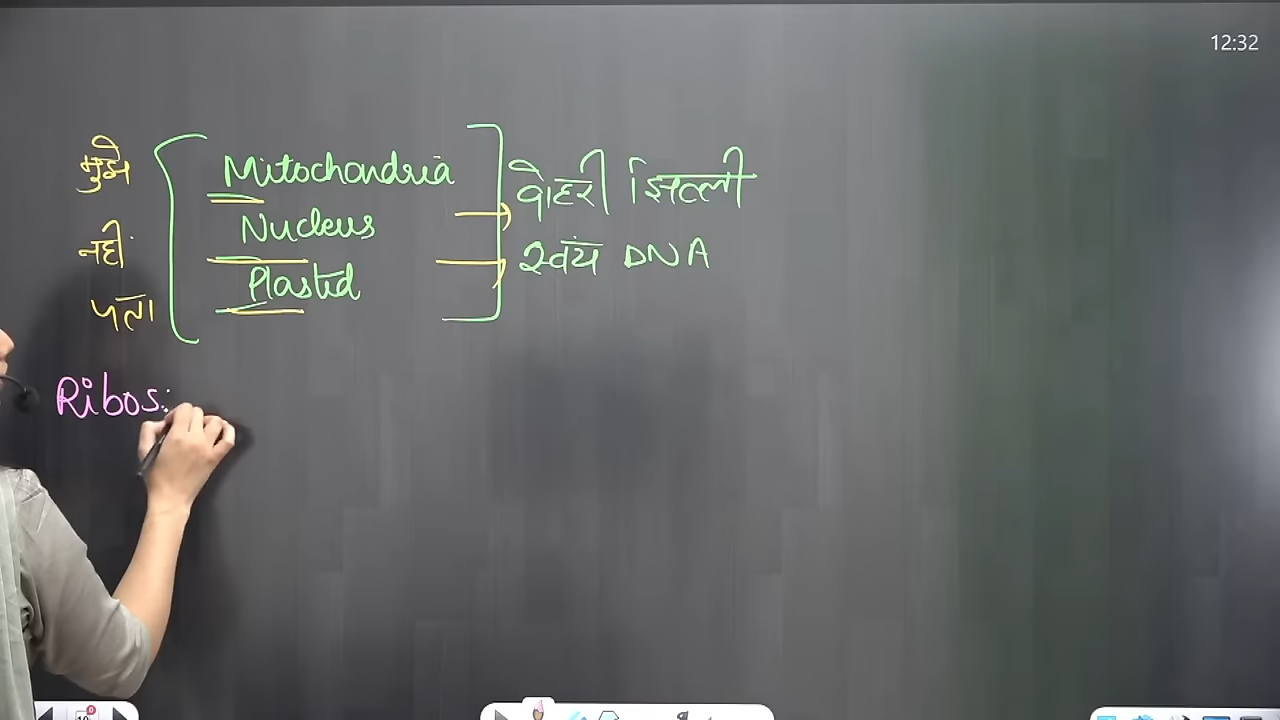 12:32
मुझे
नहीं
पता
Mitochondria
Nucleus
Plastid
दोहरी झिल्ली
स्वयं DNA
Ribos